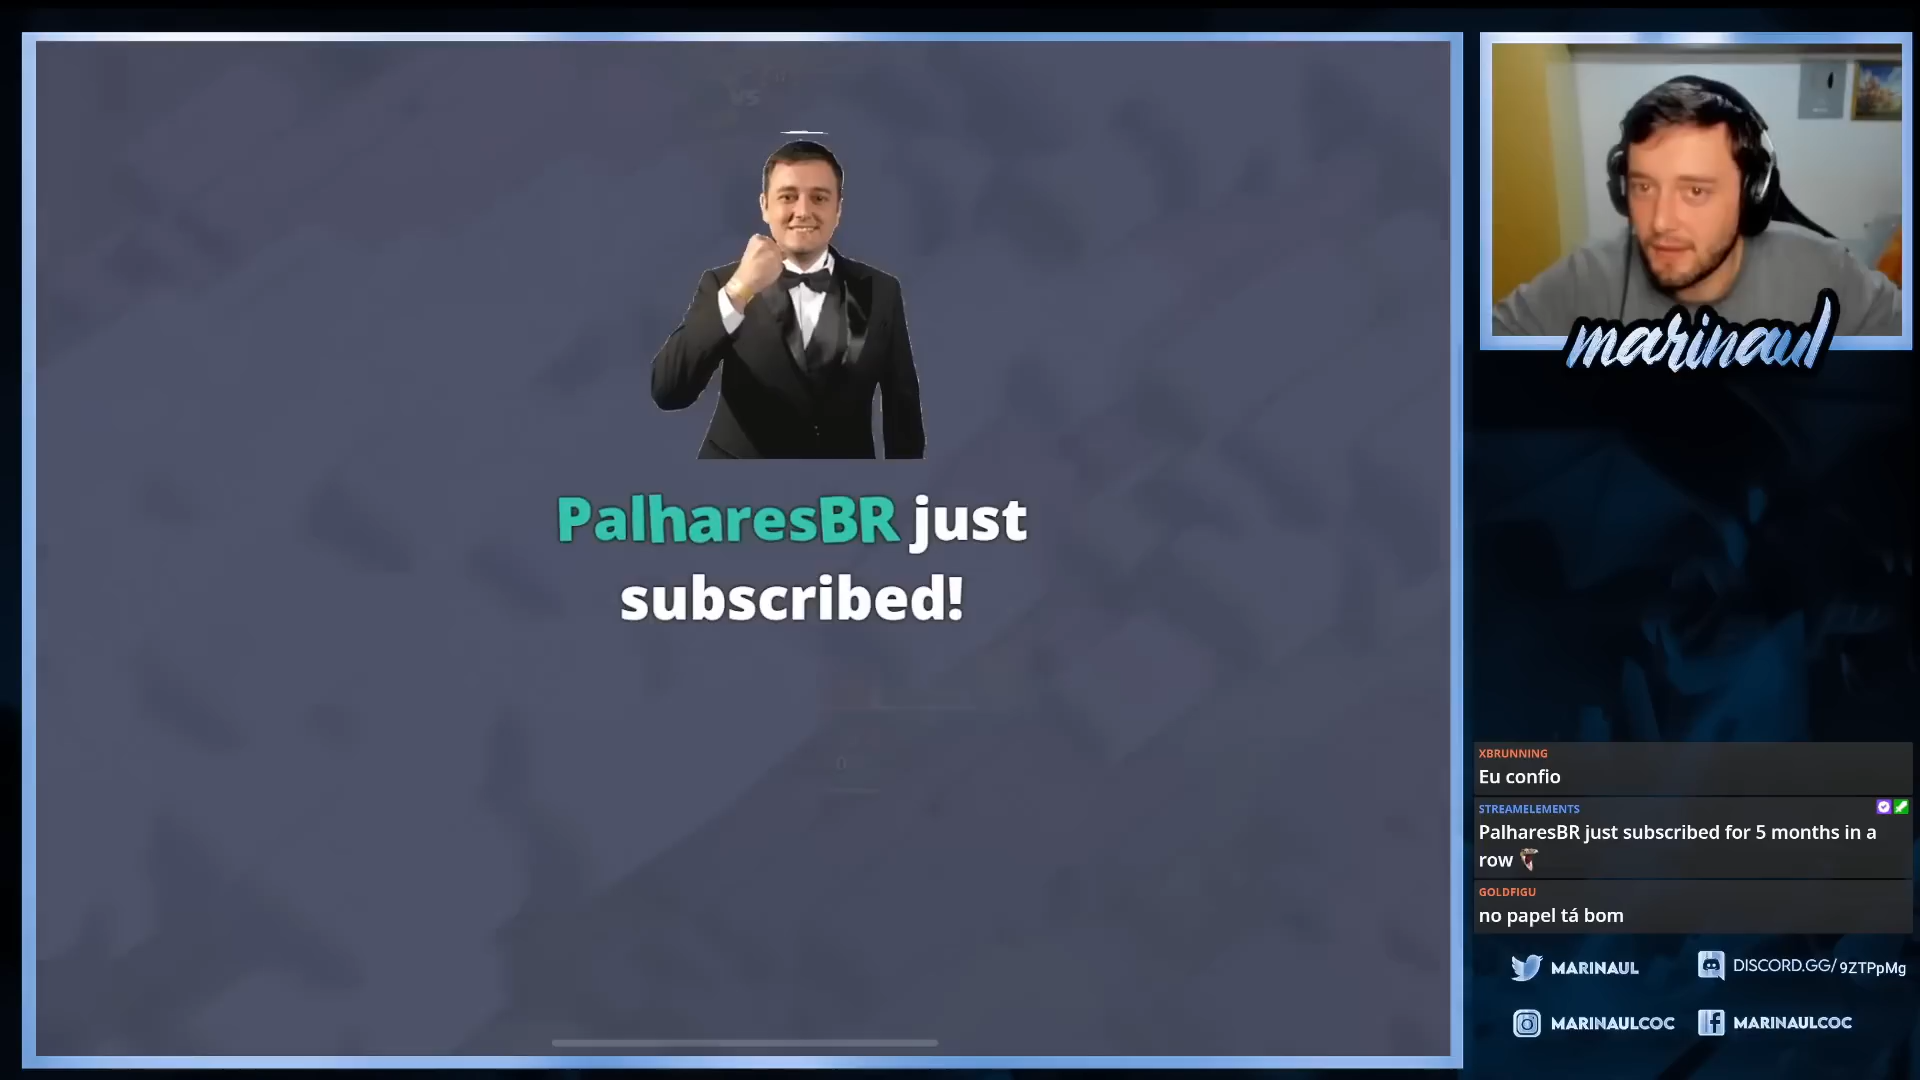 PalharesBR just
subscribed!
marinaul
XBRUNNING
Eu confio
STREAMELEMENTS
PalharesBR just subscribed for 5 months in a
row
GOLDFIGU
no papel tá bom
MARINAUL
DISCORD.GG/9ZTPpMg
MARINAULCOC
MARINAULCOC